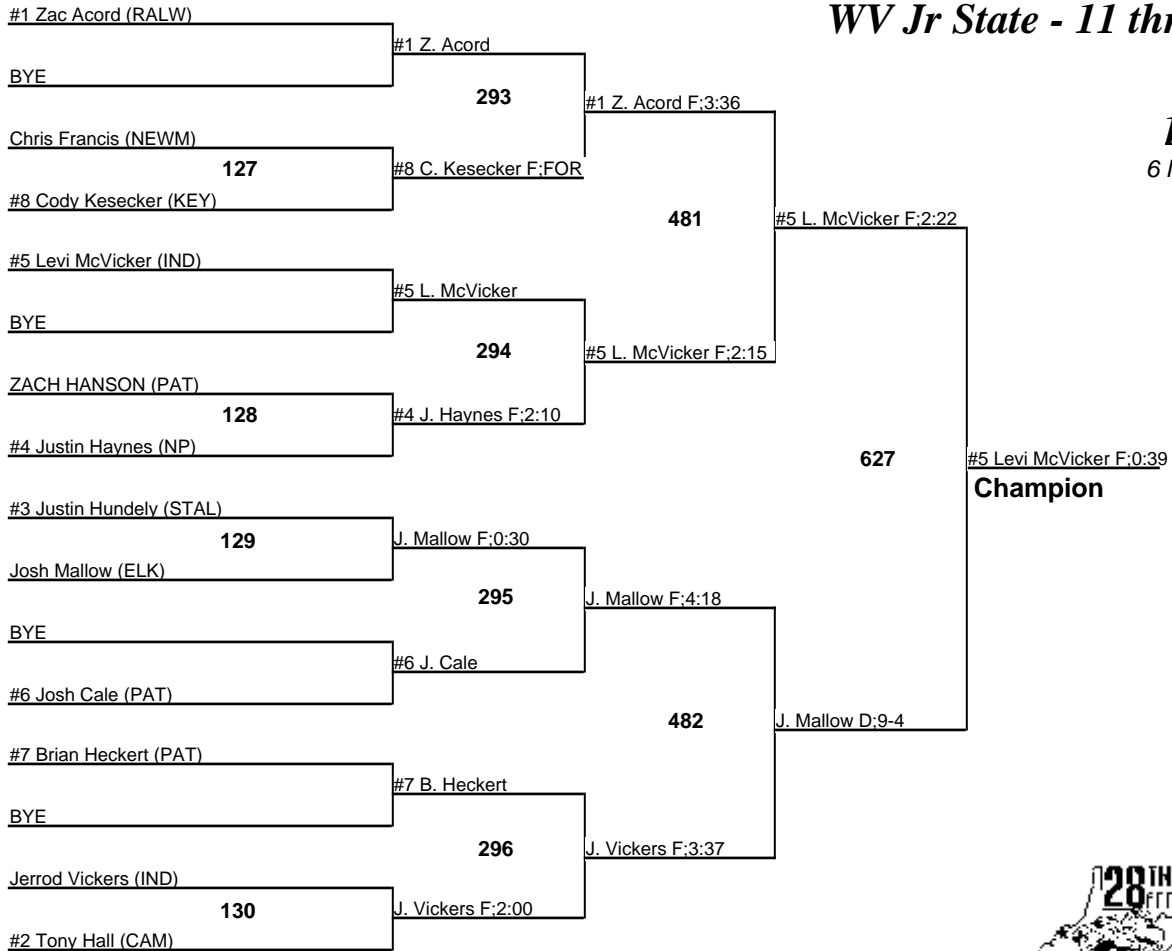 WV Jr State - 11 thr
6
#1 Zac Acord (RALW)
BYE
Chris Francis (NEWM)
127
#8 Cody Kesecker (KEY)
#5 Levi McVicker (IND)
BYE
ZACH HANSON (PAT)
128
#4 Justin Haynes (NP)
#3 Justin Hundely (STAL)
129
Josh Mallow (ELK)
BYE
#6 Josh Cale (PAT)
#7 Brian Heckert (PAT)
BYE
Jerrod Vickers (IND)
130
#2 Tony Hall (CAM)
#1 Z. Acord
293
#8 C. Kesecker F;FOR
#5 L. McVicker
294
#4 J. Haynes F;2:10
J. Mallow F;0:30
295
#6 J. Cale
#7 B. Heckert
296
J. Vickers F;2:00
#1 Z. Acord F;3:36
481
#5 L. McVicker F;2:15
J. Mallow F;4:18
482
J. Vickers F;3:37
#5 L. McVicker F;2:22
627
J. Mallow D;9-4
#5 Levi McVicker F;0:39
Champion
28TH